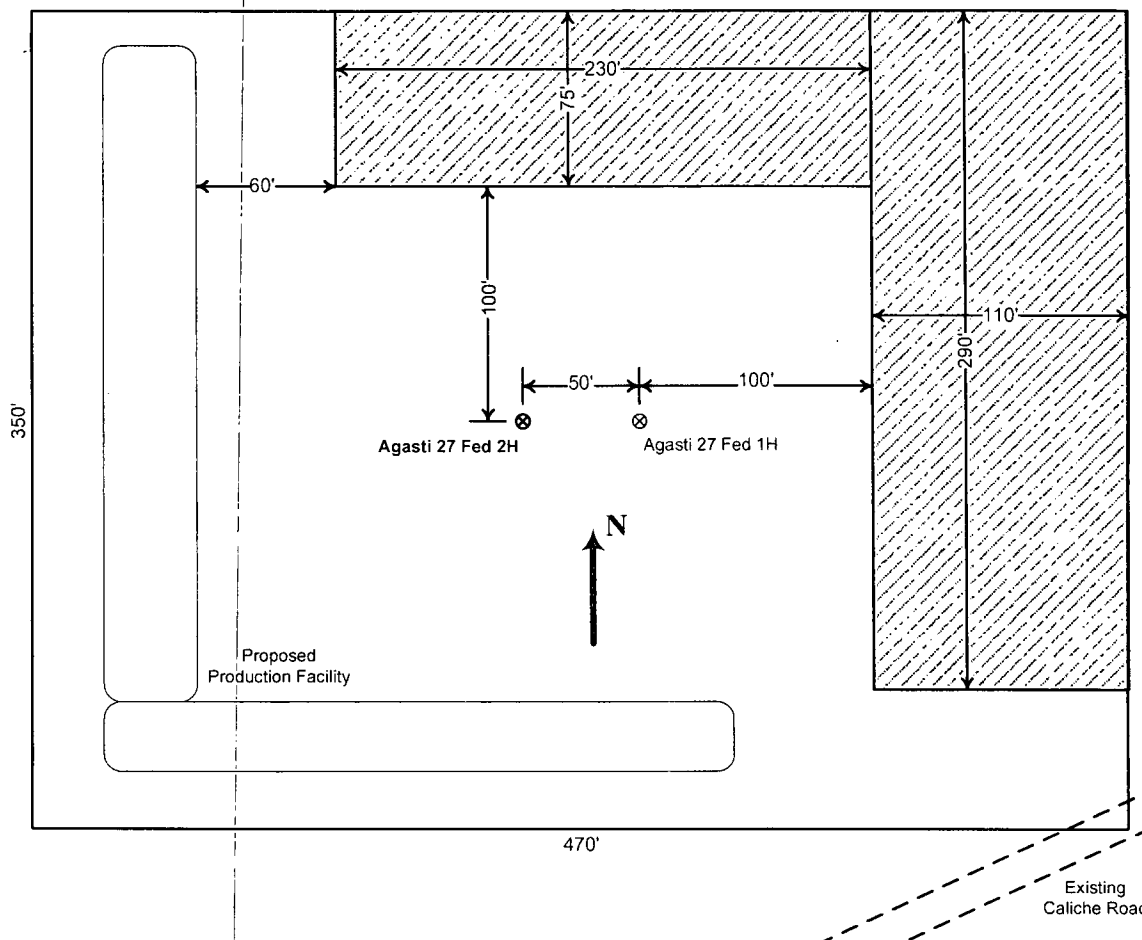 230'
75'
60'
100'
110'
290'
50'
100'
350'
Agasti 27 Fed 2H
Agasti 27 Fed 1H
N
Proposed
Production Facility
470'
Existing
Caliche Road